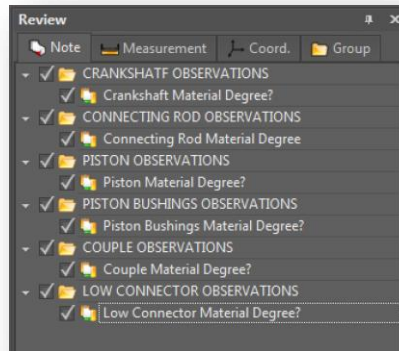 Review
Note Measurement Coord. Group
CRANKSHATF OBSERVATIONS
Crankshaft Material Degree?
CONNECTING ROD OBSERVATIONS
Connecting Rod Material Degree
PISTON OBSERVATIONS
Piston Material Degree?
PISTON BUSHINGS OBSERVATIONS
Piston Bushings Material Degree?
COUPLE OBSERVATIONS
Couple Material Degree?
LOW CONNECTOR OBSERVATIONS
Low Connector Material Degree?